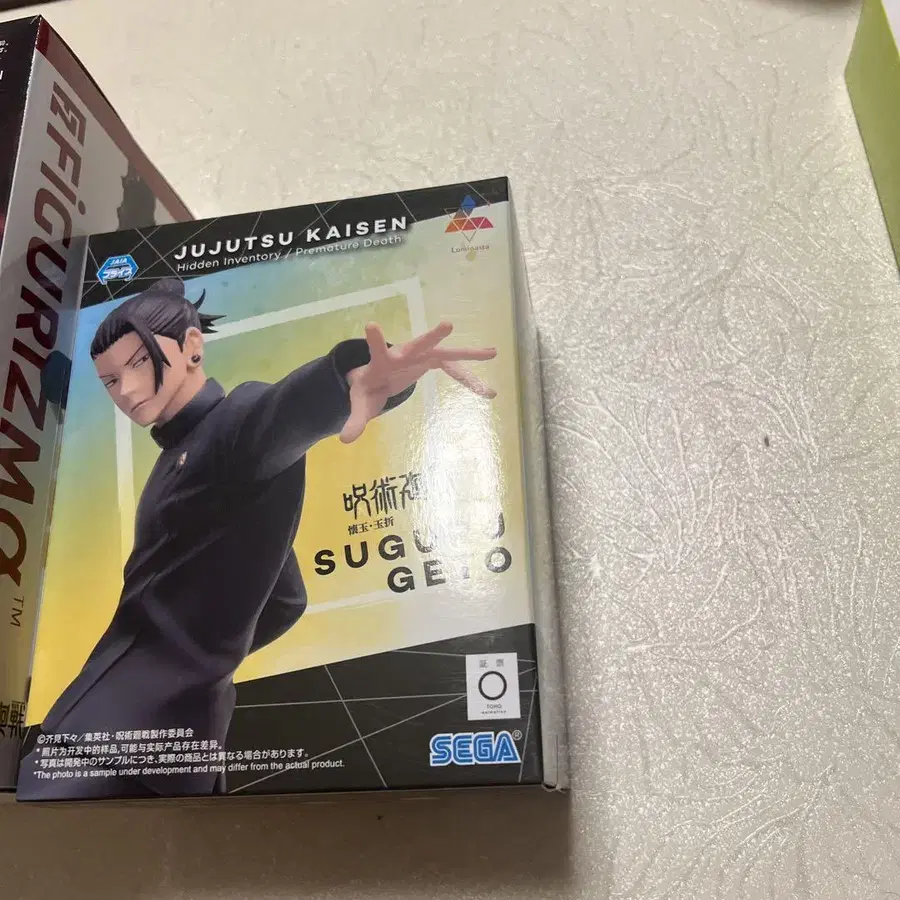 FiGURIZMα
TM
JAIA
プライズ
JUJUTSU KAISEN
Hidden Inventory / Premature Death
Luminasta
呪術廻
懐玉・玉折
SUGURU
GETO
証票
TOHO
animation
SEGA®
©芥見下々／集英社・呪術廻戦製作委員会
*照片为开发中的样品,可能与实际产品存在差异。
*写真は開発中のサンプルにつき、実際の商品とは異なる場合があります。
*The photo is a sample under development and may differ from the actual product.